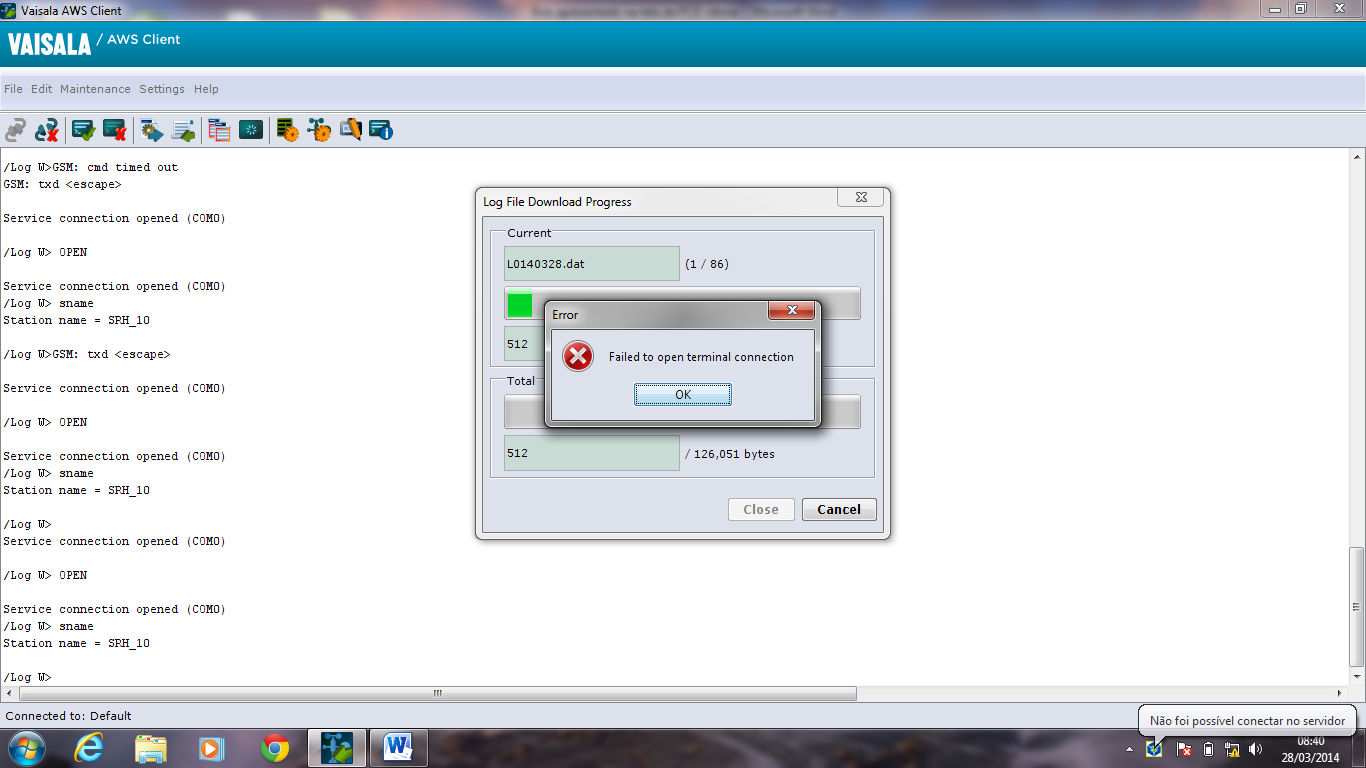 Vaisala AWS Client
VAISALA / AWS Client
File Edit Maintenance Settings Help
/Log W>GSM: cmd timed out
GSM: txd <escape>
Service connection opened (COM0)
/Log W> OPEN
Service connection opened (COM0)
/Log W> sname
Station name = SRH_10
/Log W>GSM: txd <escape>
Service connection opened (COM0)
/Log W> OPEN
Service connection opened (COM0)
/Log W> sname
Station name = SRH_10
/Log W>
Service connection opened (COM0)
/Log W> OPEN
Service connection opened (COM0)
/Log W> sname
Station name = SRH_10
/Log W>
Log File Download Progress
Current
L0140328.dat (1 / 86)
512
Error
Failed to open terminal connection
OK
Total
512 / 126,051 bytes
Close Cancel
Connected to: Default
Não foi possível conectar no servidor
08:40
28/03/2014